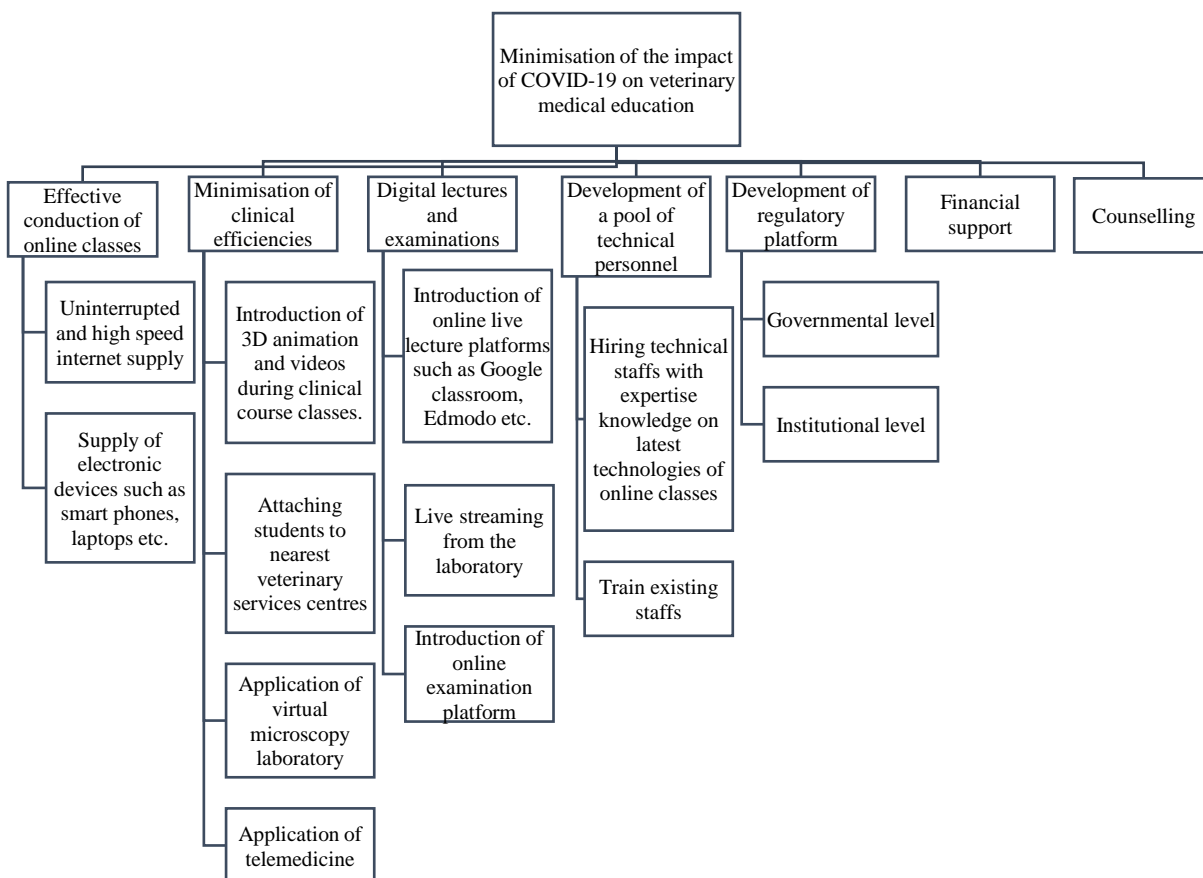 Minimisation of the impact
of COVID-19 on veterinary
medical education
Effective
conduction of
online classes
Uninterrupted
and high speed
internet supply
Supply of
electronic
devices such as
smart phones,
laptops etc.
Minimisation of
clinical
efficiencies
Introduction of
3D animation
and videos
during clinical
course classes.
Attaching
students to
nearest
veterinary
services centres
Application of
virtual
microscopy
laboratory
Application of
telemedicine
Digital lectures
and
examinations
Introduction of
online live
lecture platforms
such as Google
classroom,
Edmodo etc.
Live streaming
from the
laboratory
Introduction of
online
examination
platform
Development of
a pool of
technical
personnel
Hiring technical
staffs with
expertise
knowledge on
latest
technologies of
online classes
Train existing
staffs
Development of
regulatory
platform
Governmental level
Institutional level
Financial
support
Counselling